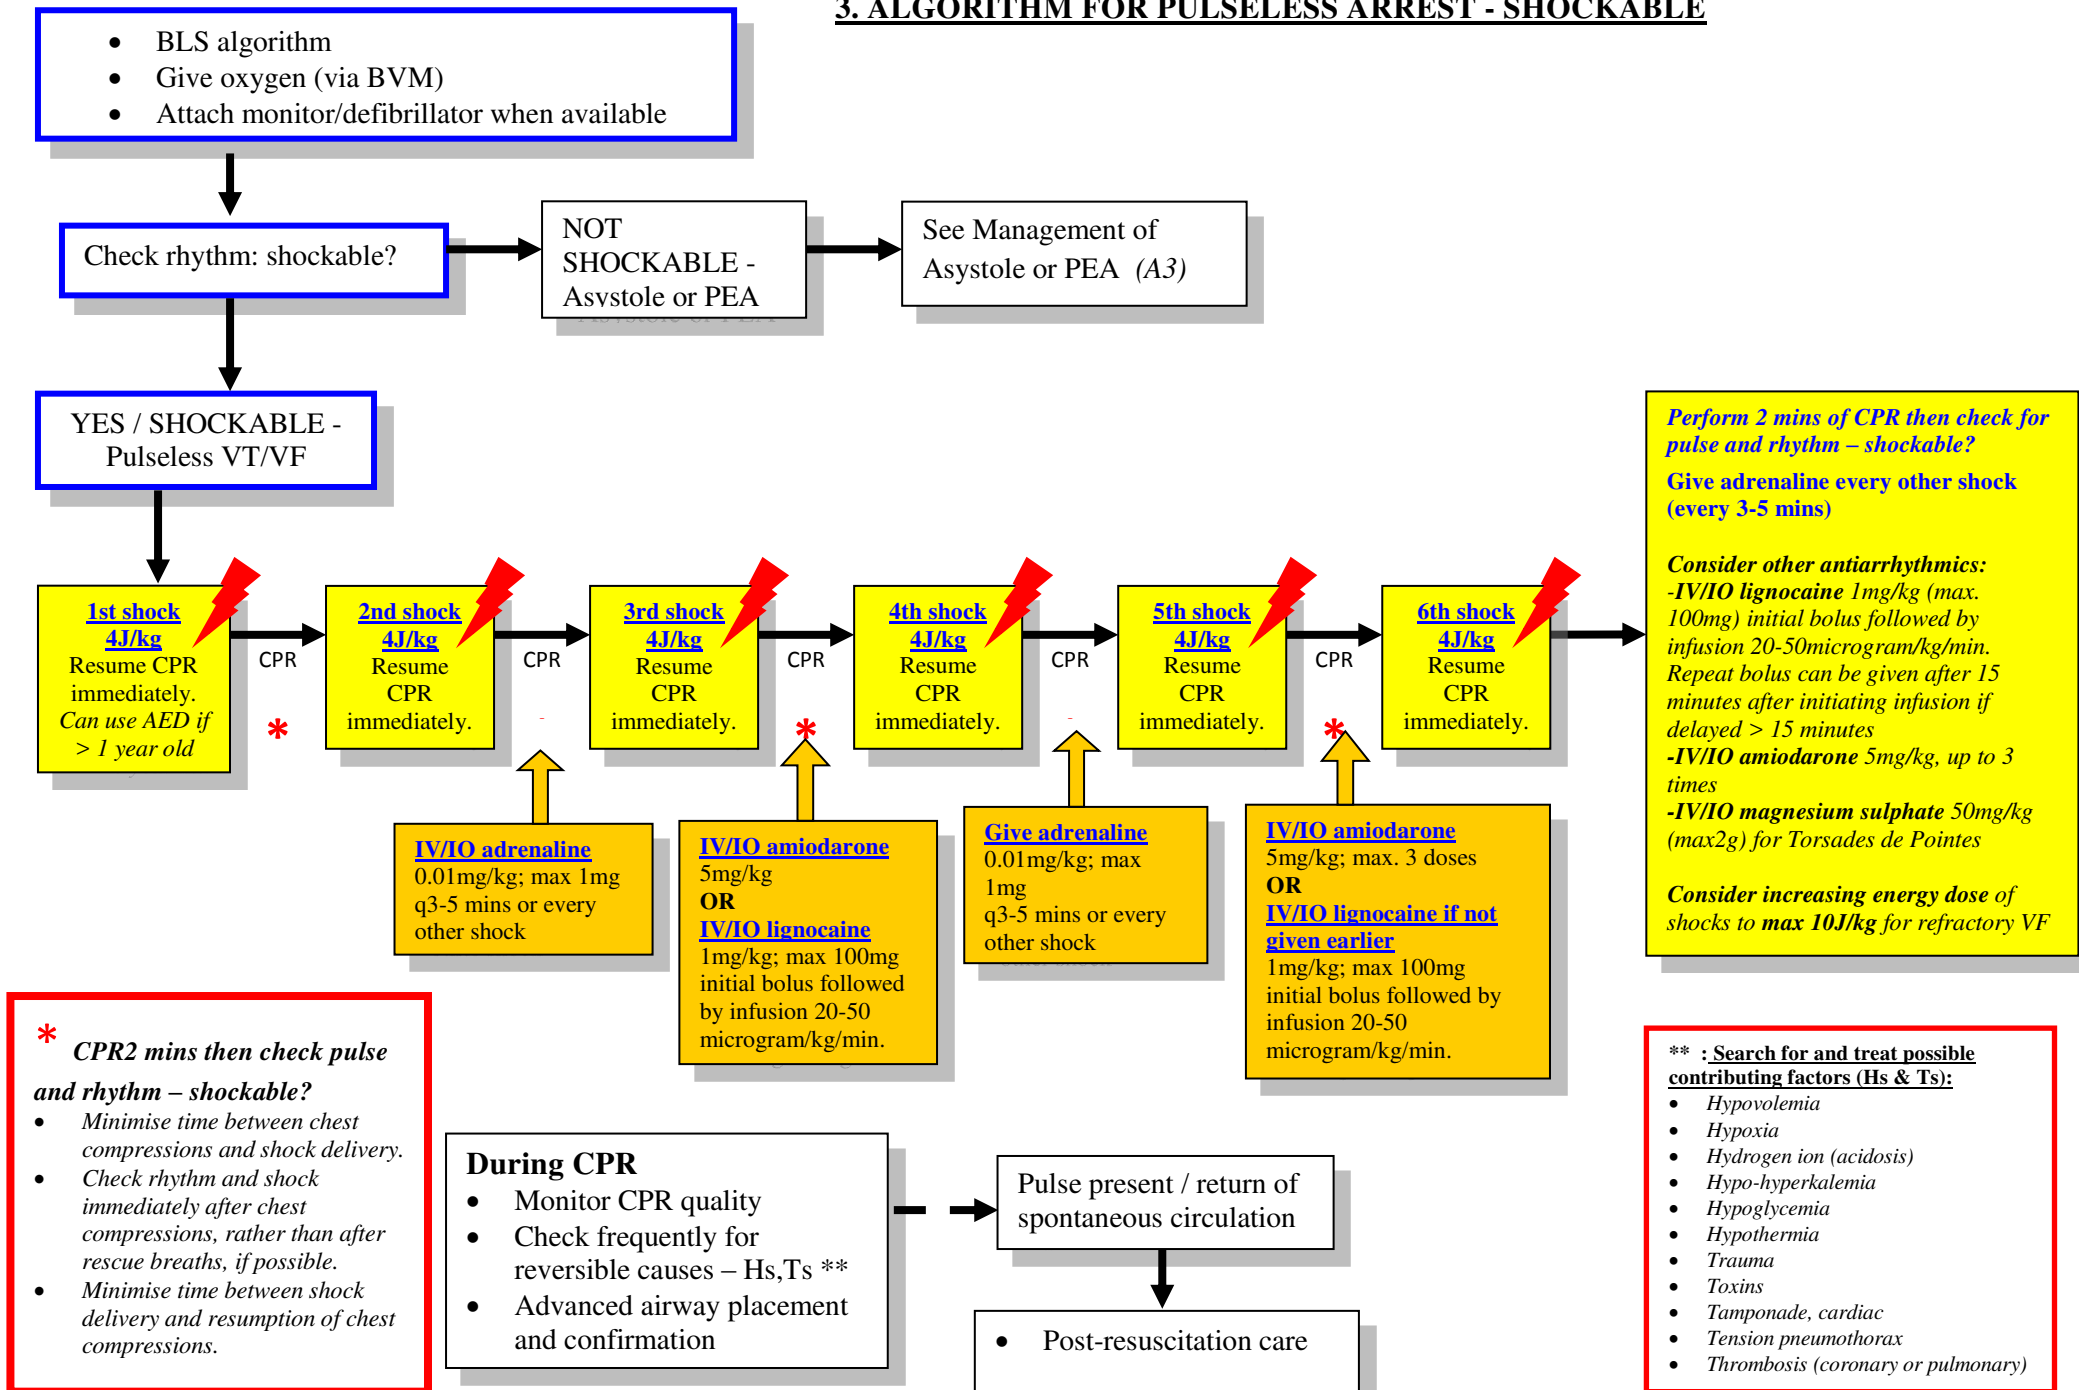 3. ALGORITHM FOR PULSELESS ARREST - SHOCKABLE
• BLS algorithm
• Give oxygen (via BVM)
• Attach monitor/defibrillator when available
Check rhythm: shockable?
NOT
SHOCKABLE -
Asystole or PEA
See Management of
Asystole or PEA (A3)
YES / SHOCKABLE -
Pulseless VT/VF
1st shock
4J/kg
Resume CPR
immediately.
Can use AED if
> 1 year old
CPR
*
2nd shock
4J/kg
Resume
CPR
immediately.
CPR
3rd shock
4J/kg
Resume
CPR
immediately.
CPR
*
4th shock
4J/kg
Resume
CPR
immediately.
CPR
5th shock
4J/kg
Resume
CPR
immediately.
CPR
*
6th shock
4J/kg
Resume
CPR
immediately.
Perform 2 mins of CPR then check for
pulse and rhythm – shockable?
Give adrenaline every other shock
(every 3-5 mins)
Consider other antiarrhythmics:
-IV/IO lignocaine 1mg/kg (max.
100mg) initial bolus followed by
infusion 20-50microgram/kg/min.
Repeat bolus can be given after 15
minutes after initiating infusion if
delayed > 15 minutes
-IV/IO amiodarone 5mg/kg, up to 3
times
-IV/IO magnesium sulphate 50mg/kg
(max2g) for Torsades de Pointes
Consider increasing energy dose of
shocks to max 10J/kg for refractory VF
IV/IO adrenaline
0.01mg/kg; max 1mg
q3-5 mins or every
other shock
IV/IO amiodarone
5mg/kg
OR
IV/IO lignocaine
1mg/kg; max 100mg
initial bolus followed
by infusion 20-50
microgram/kg/min.
Give adrenaline
0.01mg/kg; max
1mg
q3-5 mins or every
other shock
IV/IO amiodarone
5mg/kg; max. 3 doses
OR
IV/IO lignocaine if not
given earlier
1mg/kg; max 100mg
initial bolus followed by
infusion 20-50
microgram/kg/min.
* CPR2 mins then check pulse
and rhythm – shockable?
• Minimise time between chest
compressions and shock delivery.
• Check rhythm and shock
immediately after chest
compressions, rather than after
rescue breaths, if possible.
• Minimise time between shock
delivery and resumption of chest
compressions.
During CPR
• Monitor CPR quality
• Check frequently for
reversible causes – Hs,Ts **
• Advanced airway placement
and confirmation
Pulse present / return of
spontaneous circulation
• Post-resuscitation care
** : Search for and treat possible
contributing factors (Hs & Ts):
• Hypovolemia
• Hypoxia
• Hydrogen ion (acidosis)
• Hypo-hyperkalemia
• Hypoglycemia
• Hypothermia
• Trauma
• Toxins
• Tamponade, cardiac
• Tension pneumothorax
• Thrombosis (coronary or pulmonary)